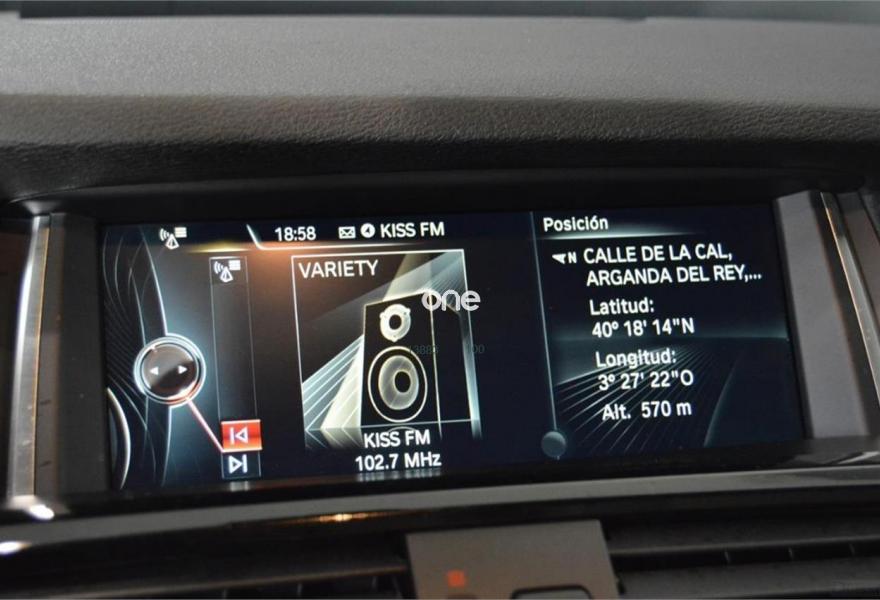 18:58 KISS FM
Posición
VARIETY
N CALLE DE LA CAL,
ARGANDA DEL REY,...
Latitud:
40° 18' 14"N
Longitud:
3° 27' 22"O
Alt. 570 m
one
KISS FM
102.7 MHz